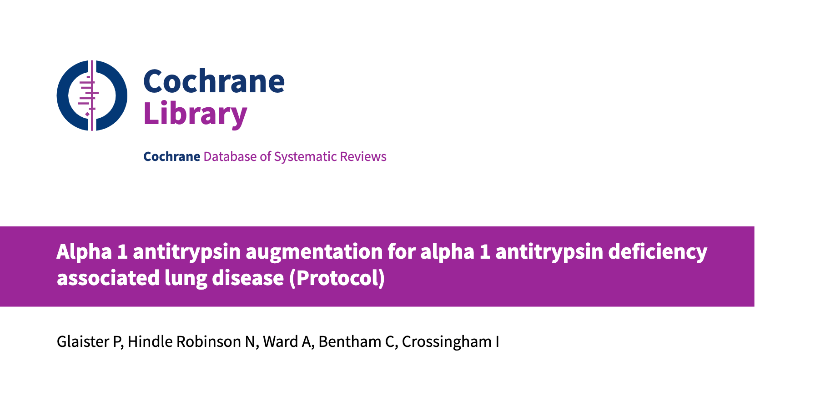 Cochrane
Library
Cochrane Database of Systematic Reviews
Alpha 1 antitrypsin augmentation for alpha 1 antitrypsin deficiency
associated lung disease (Protocol)
Glaister P, Hindle Robinson N, Ward A, Bentham C, Crossingham I